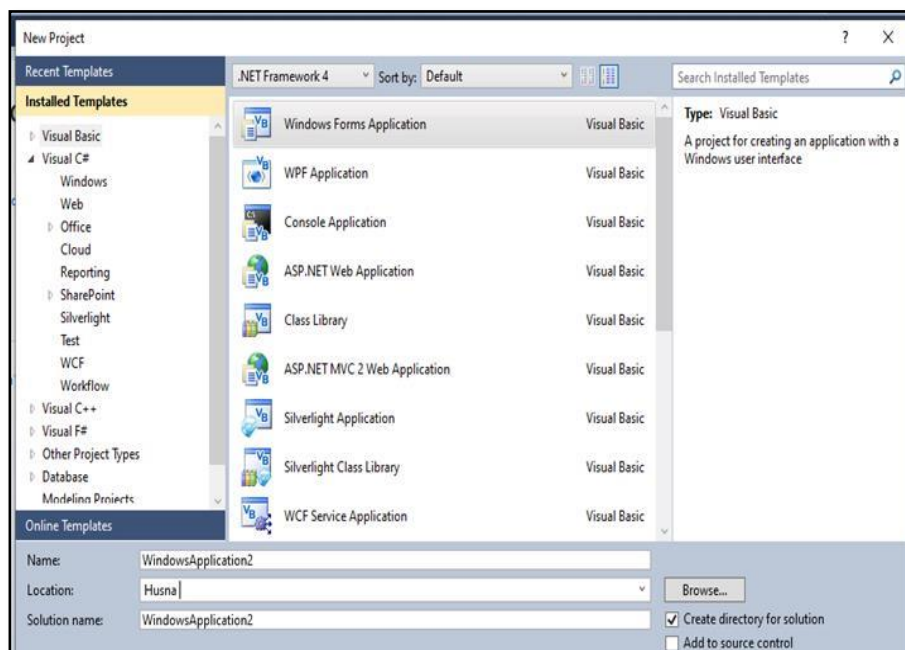 New Project
?
X
Recent Templates
Installed Templates
Visual Basic
Visual C#
Windows
Web
Office
Cloud
Reporting
SharePoint
Silverlight
Test
WCF
Workflow
Visual C++
Visual F#
Other Project Types
Database
Modeling Projects
Online Templates
.NET Framework 4
Sort by: Default
Windows Forms Application Visual Basic
WPF Application Visual Basic
Console Application Visual Basic
ASP.NET Web Application Visual Basic
Class Library Visual Basic
ASP.NET MVC 2 Web Application Visual Basic
Silverlight Application Visual Basic
Silverlight Class Library Visual Basic
WCF Service Application Visual Basic
Search Installed Templates
Type: Visual Basic
A project for creating an application with a
Windows user interface
Name: WindowsApplication2
Location: Husna
Browse...
Solution name: WindowsApplication2
Create directory for solution
Add to source control